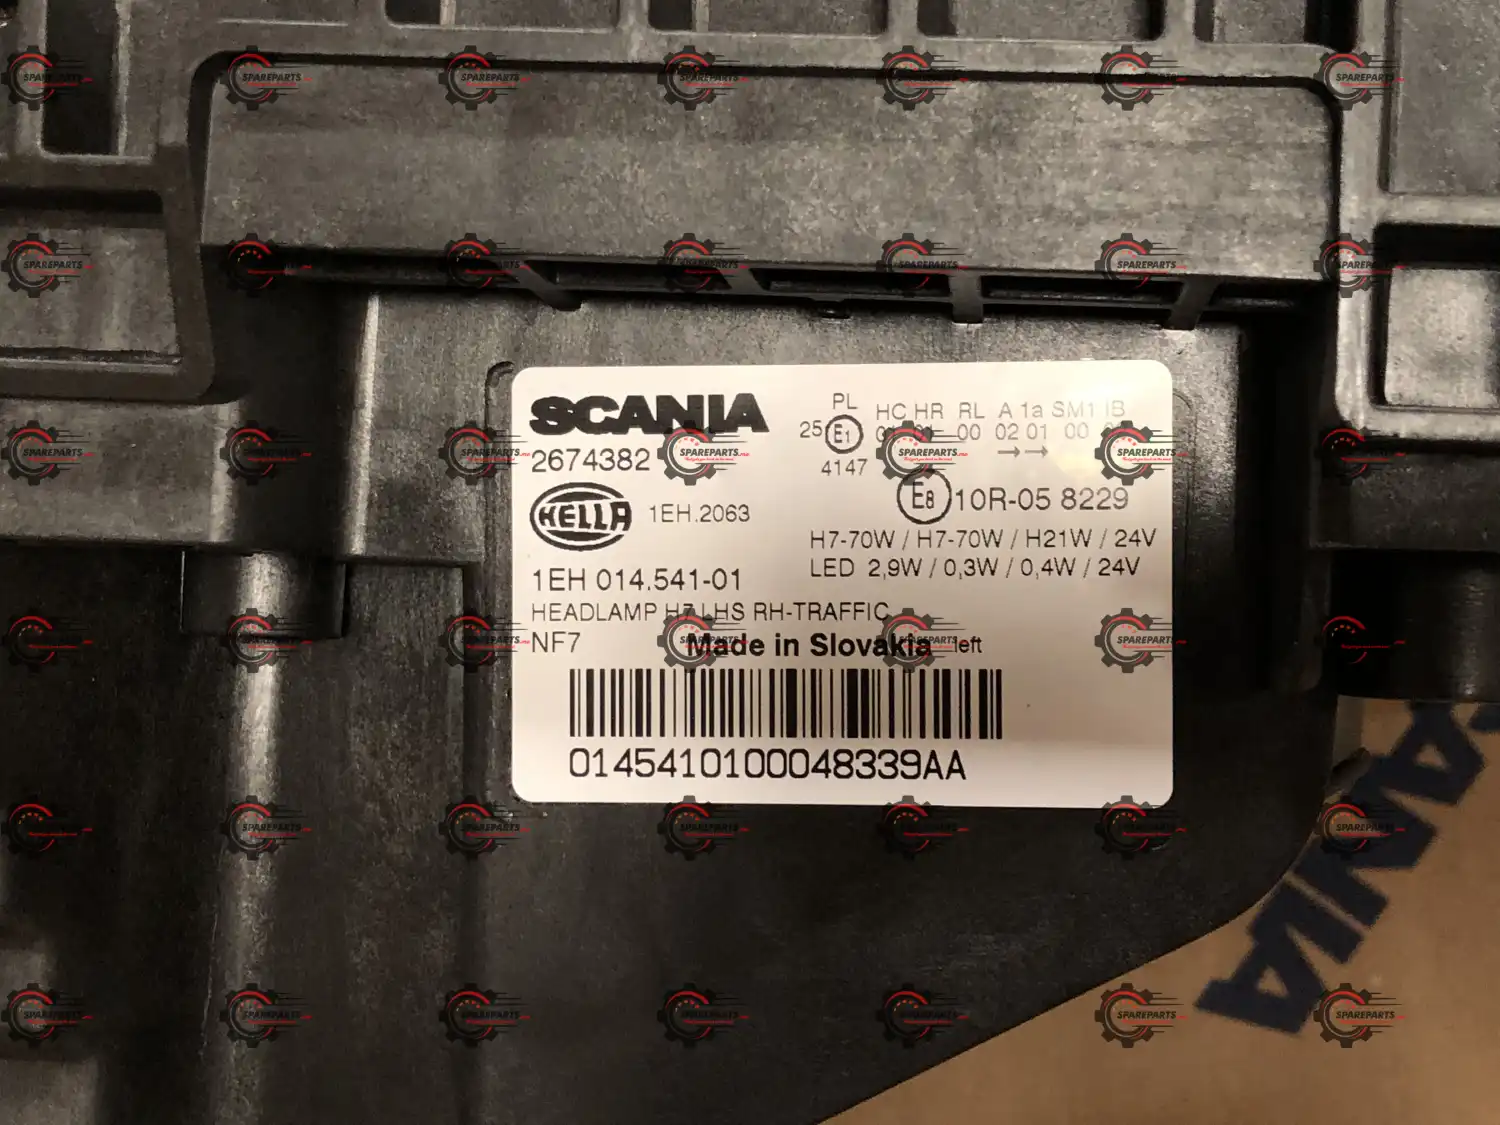 SCANIA
2674382
HELLA 1EH.2063
1EH 014.541-01
HEADLAMP H7 LHS RH-TRAFFIC
NF7 Made in Slovakia left
0145410100048339AA
PL
25 E1
4147
HC HR RL A 1a SM1 IB
00 02 01 00
→ →
E8 10R-05 8229
H7-70W / H7-70W / H21W / 24V
LED 2,9W / 0,3W / 0,4W / 24V
SPAREPARTS